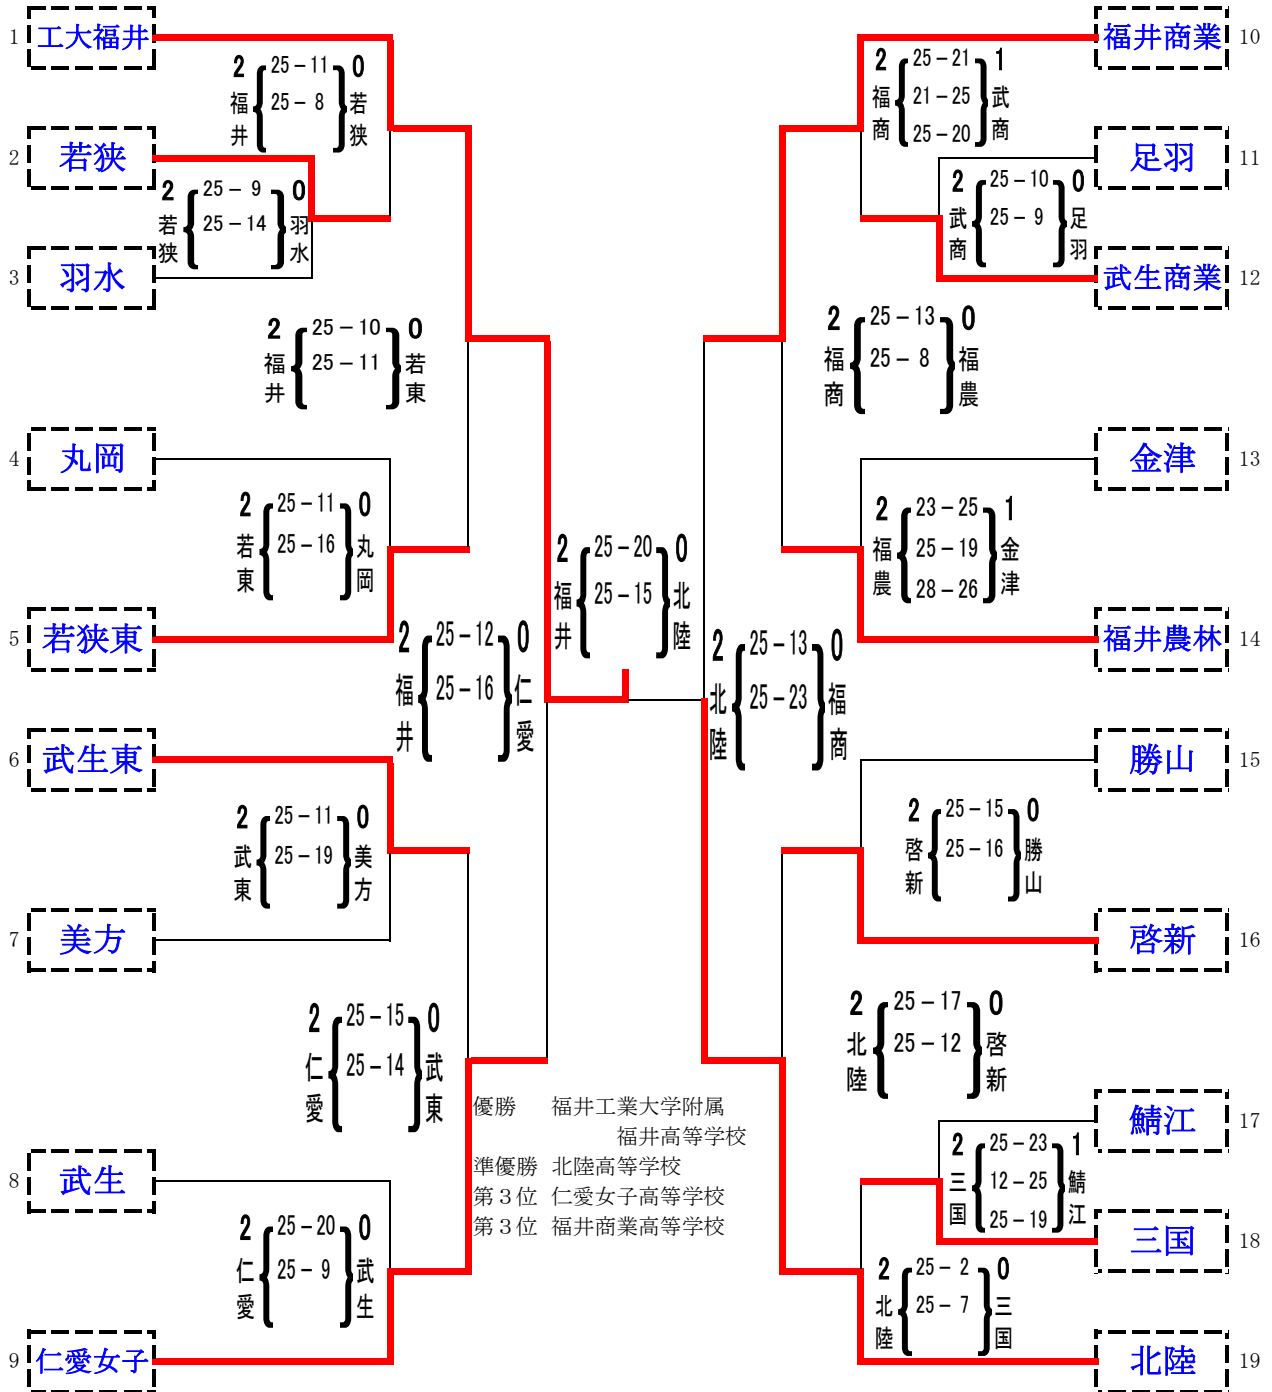 1 工大福井
2 福井 25－11 0 若狭
25－8
2 若狭
2 若狭 25－9 0 羽水
25－14
3 羽水
2 福井 25－10 0 若東
25－11
4 丸岡
2 若東 25－11 0 丸岡
25－16
5 若狭東
2 福井 25－12 0 仁愛
25－16
6 武生東
2 武東 25－11 0 美方
25－19
7 美方
2 仁愛 25－15 0 武東
25－14
8 武生
2 仁愛 25－20 0 武生
25－9
9 仁愛女子
2 福井 25－20 0 北陸
25－15
福井商業 10
2 福商 25－21 1 武商
21－25
25－20
足羽 11
2 武商 25－10 0 足羽
25－9
武生商業 12
2 福商 25－13 0 福農
25－8
金津 13
2 福農 23－25 1 金津
25－19
28－26
福井農林 14
2 北陸 25－13 0 福商
25－23
勝山 15
2 啓新 25－15 0 勝山
25－16
啓新 16
2 北陸 25－17 0 啓新
25－12
鯖江 17
2 三国 25－23 1 鯖江
12－25
25－19
三国 18
2 北陸 25－2 0 三国
25－7
北陸 19
優勝 福井工業大学附属
福井高等学校
準優勝 北陸高等学校
第３位 仁愛女子高等学校
第３位 福井商業高等学校